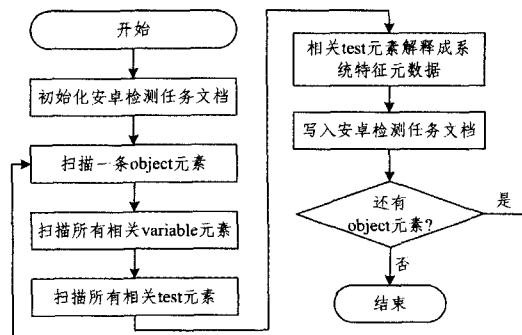 开始
初始化安卓检测任务文档
扫描一条object元素
扫描所有相关variable元素
扫描所有相关test元素
相关test元素解释成系
统特征元数据
写入安卓检测任务文档
还有
object元素?
是
否
结束